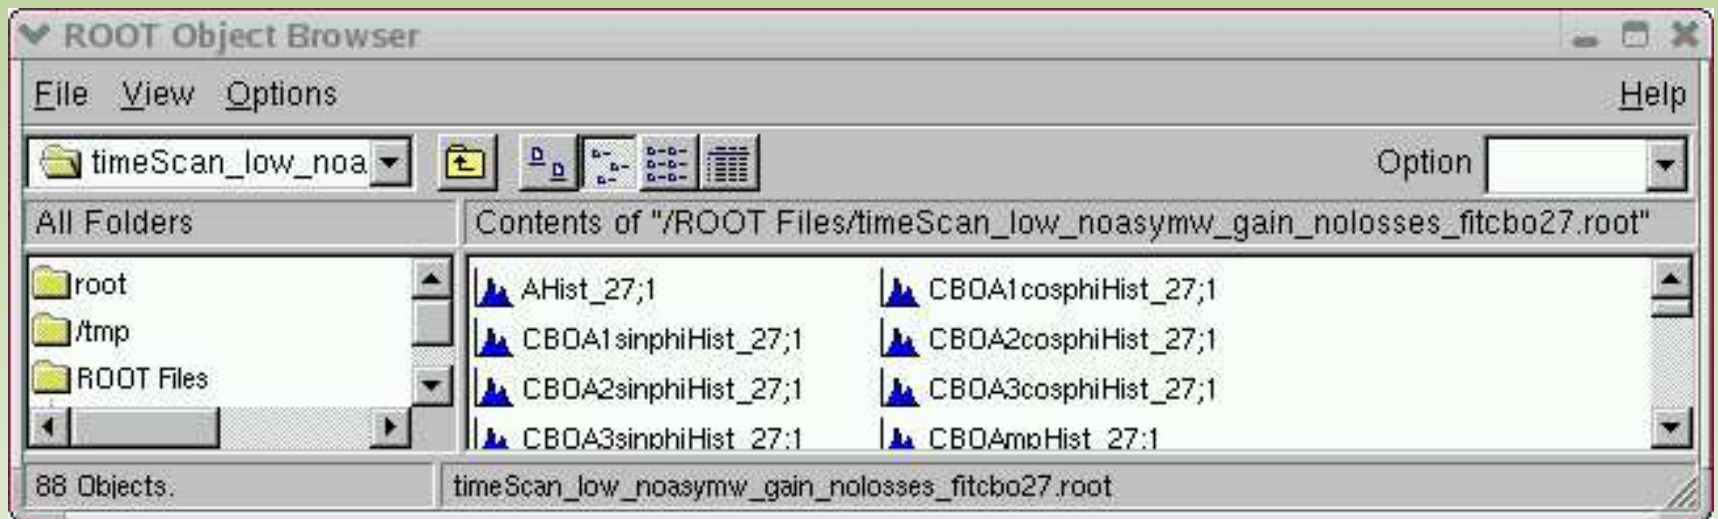 ROOT Object Browser
File View Options Help
timeScan_low_noa Option
All Folders
Contents of "/ROOT Files/timeScan_low_noasymw_gain_nolosses_fitcbo27.root"
root
/tmp
ROOT Files
AHist_27;1 CBOA1cosphiHist_27;1
CBOA1sinphiHist_27;1 CBOA2cosphiHist_27;1
CBOA2sinphiHist_27;1 CBOA3cosphiHist_27;1
CBOA3sinphiHist_27;1 CBOAmpHist_27;1
88 Objects.
timeScan_low_noasymw_gain_nolosses_fitcbo27.root